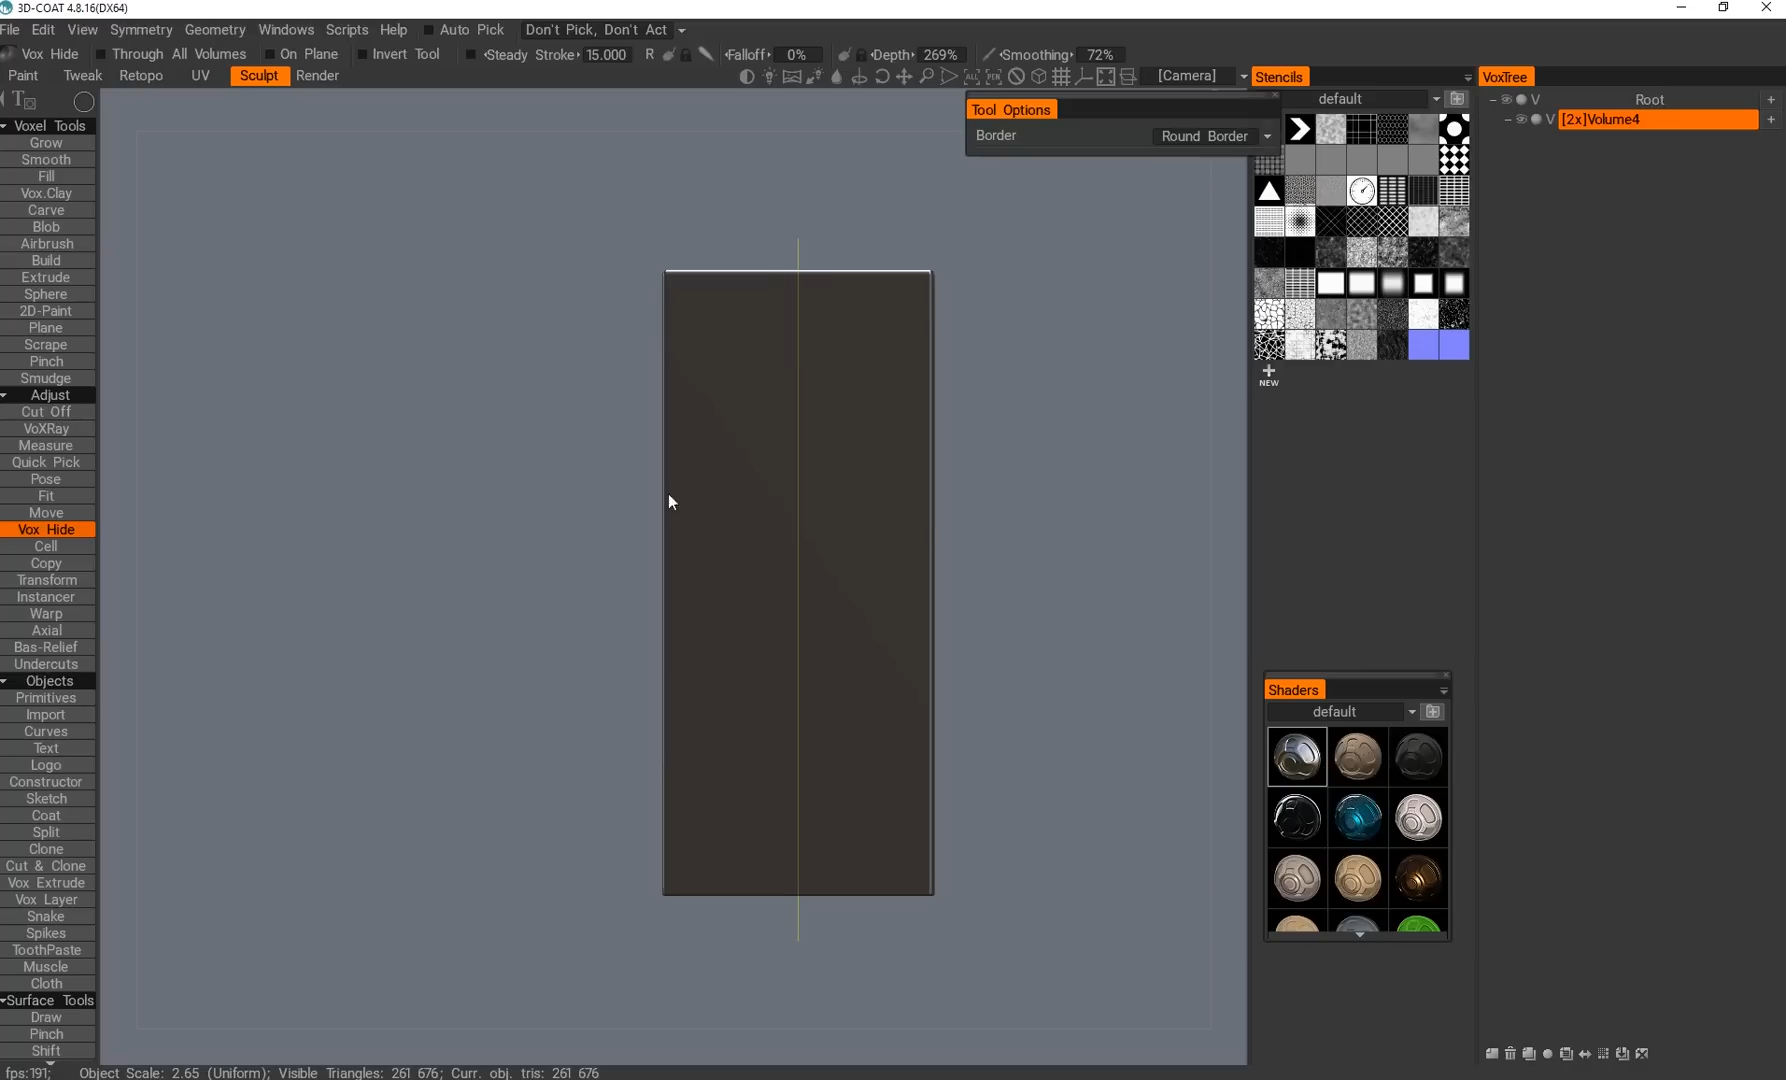 3D-COAT 4.8.16(DX64)
File Edit View Symmetry Geometry Windows Scripts Help Auto Pick Don't Pick, Don't Act
Vox Hide Through All Volumes On Plane Invert Tool Steady Stroke 15.000 R Falloff 0% Depth 269% Smoothing 72%
Paint Tweak Retopo UV Sculpt Render ALL PEN [Camera] Stencils VoxTree
default V Root
Tool Options V [2x]Volume4
Border Round Border
Voxel Tools
Grow
Smooth
Fill
Vox.Clay
Carve
Blob
Airbrush
Build
Extrude
Sphere
2D-Paint
Plane
Scrape
Pinch
Smudge
NEW
Adjust
Cut Off
VoXRay
Measure
Quick Pick
Pose
Fit
Move
Vox Hide
Cell
Copy
Transform
Instancer
Warp
Axial
Bas-Relief
Undercuts
Objects
Primitives
Import
Curves
Text
Logo
Constructor
Sketch
Coat
Split
Clone
Cut & Clone
Vox Extrude
Vox Layer
Snake
Spikes
ToothPaste
Muscle
Cloth
Surface Tools
Draw
Pinch
Shift
Shaders
default
fps:191; Object Scale: 2.65 (Uniform); Visible Triangles: 261 676; Curr. obj. tris: 261 676